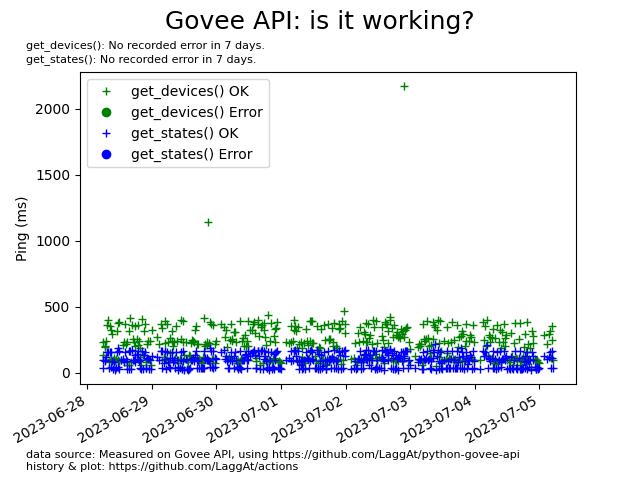 Govee API: is it working?
get_devices(): No recorded error in 7 days.
get_states(): No recorded error in 7 days.
get_devices() OK
get_devices() Error
get_states() OK
get_states() Error
Ping (ms)
2000
1500
1000
500
0
2023-06-28
2023-06-29
2023-06-30
2023-07-01
2023-07-02
2023-07-03
2023-07-04
2023-07-05
data source: Measured on Govee API, using https://github.com/LaggAt/python-govee-api
history & plot: https://github.com/LaggAt/actions